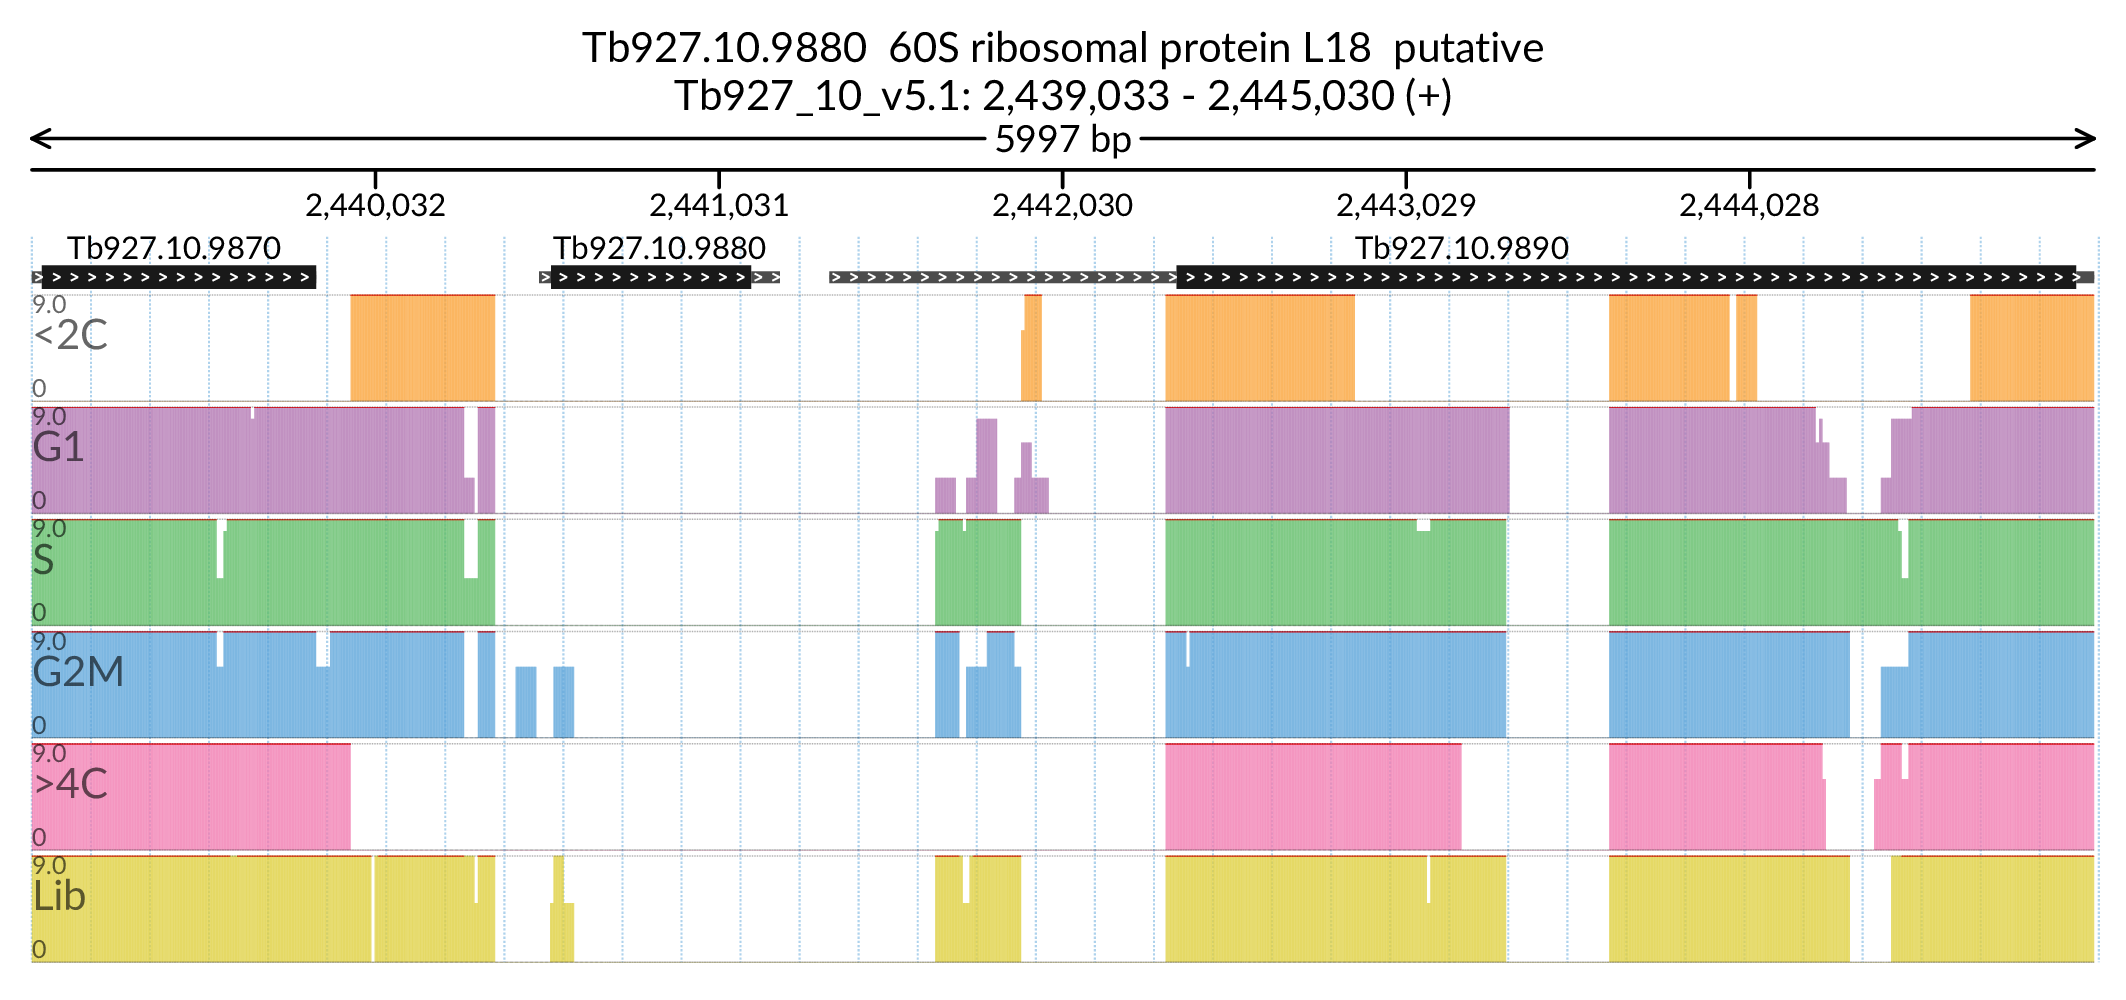 Tb927.10.9880  60S ribosomal protein L18  putative
Tb927_10_v5.1: 2,439,033 - 2,445,030 (+)
5997 bp
2,440,032 2,441,031 2,442,030 2,443,029 2,444,028
Tb927.10.9870 Tb927.10.9880 Tb927.10.9890
9.0
<2C
0
9.0
G1
0
9.0
S
0
9.0
G2M
0
9.0
>4C
0
9.0
Lib
0